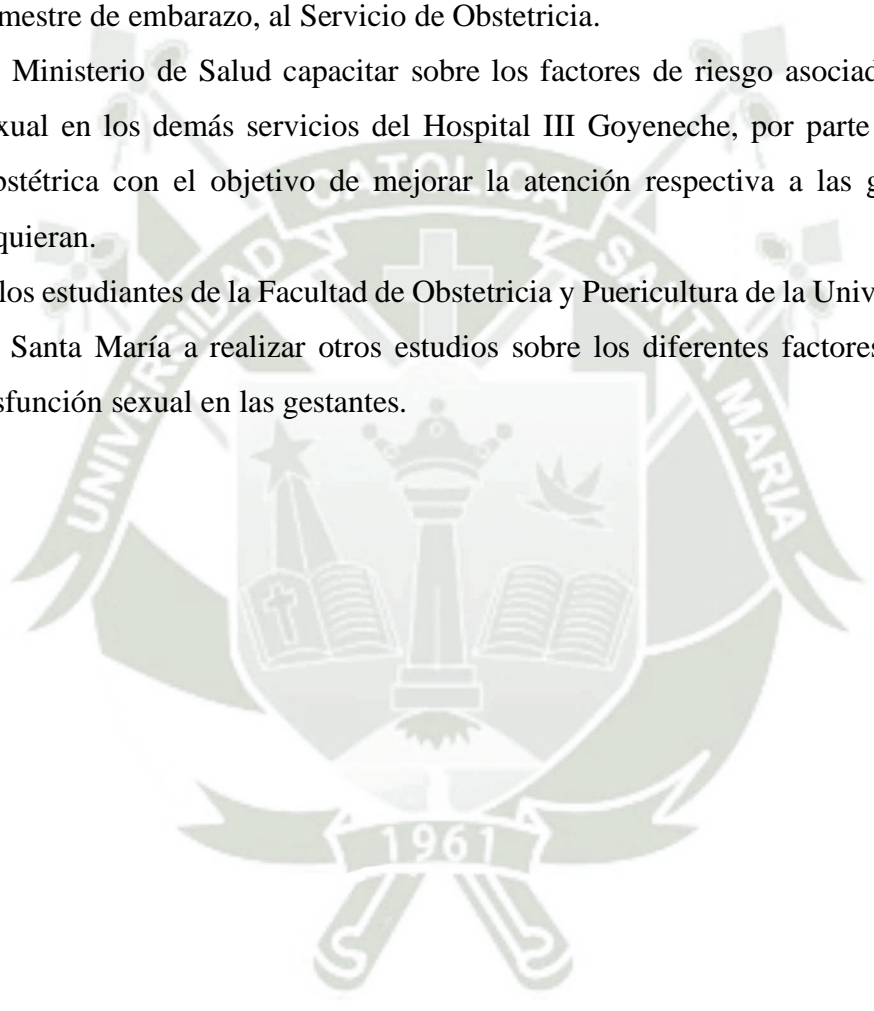 mestre de embarazo, al Servicio de Obstetricia.
Ministerio de Salud capacitar sobre los factores de riesgo asociad
xual en los demás servicios del Hospital III Goyeneche, por parte
bstétrica con el objetivo de mejorar la atención respectiva a las g
quieran.
los estudiantes de la Facultad de Obstetricia y Puericultura de la Univ
Santa María a realizar otros estudios sobre los diferentes factores
sfunción sexual en las gestantes.
UNIVERSIDAD CATOLICA SANTA MARIA
1961